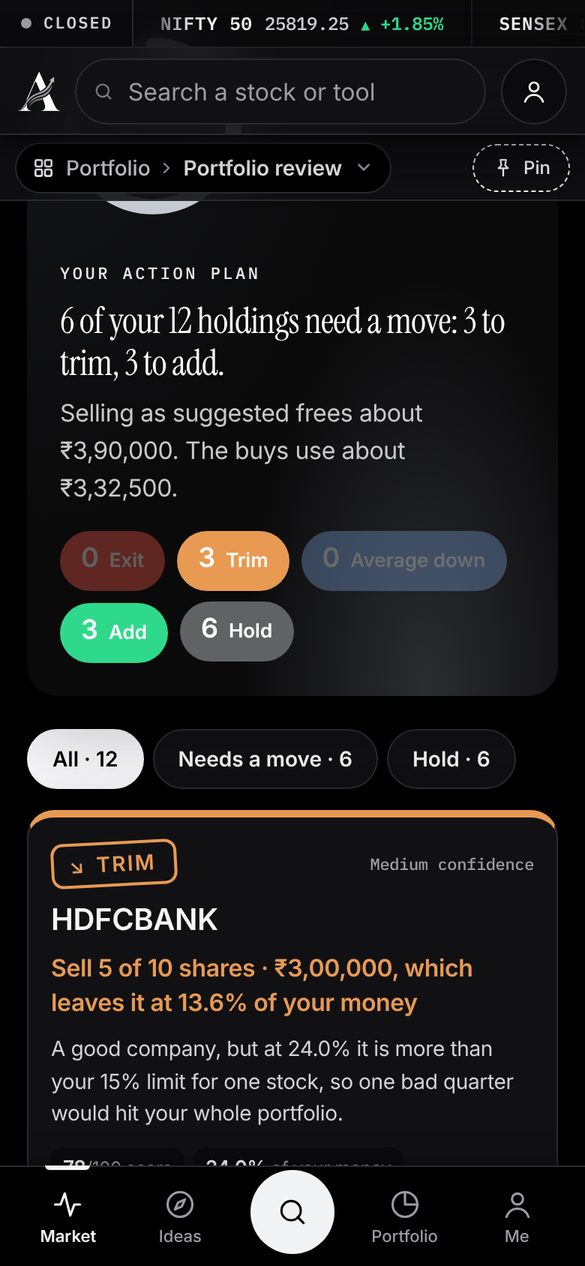 CLOSED
NIFTY 50 25819.25 ▲ +1.85%
SENSEX
Search a stock or tool
Portfolio > Portfolio review
Pin
YOUR ACTION PLAN
6 of your 12 holdings need a move: 3 to
trim, 3 to add.
Selling as suggested frees about
₹3,90,000. The buys use about
₹3,32,500.
0 Exit
3 Trim
0 Average down
3 Add
6 Hold
All · 12
Needs a move · 6
Hold · 6
↘ TRIM
Medium confidence
HDFCBANK
Sell 5 of 10 shares · ₹3,00,000, which
leaves it at 13.6% of your money
A good company, but at 24.0% it is more than
your 15% limit for one stock, so one bad quarter
would hit your whole portfolio.
Market
Ideas
Portfolio
Me